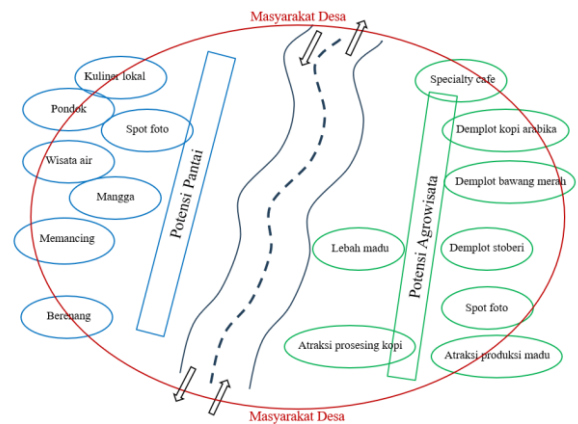 Masyarakat Desa
Kuliner lokal
Pondok
Spot foto
Wisata air
Mangga
Memancing
Berenang
Potensi Pantai
Specialty cafe
Demplot kopi arabika
Demplot bawang merah
Lebah madu
Demplot stoberi
Spot foto
Atraksi prosesing kopi
Atraksi produksi madu
Potensi Agrowisata
Masyarakat Desa